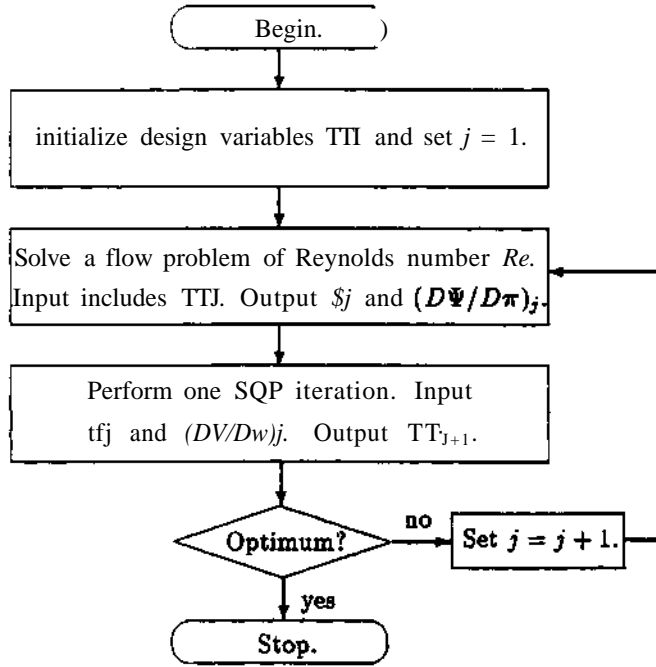 Begin. )
initialize design variables TTI and set j = 1.
Solve a flow problem of Reynolds number Re.
Input includes TTJ. Output $j and (DΨ/Dπ)j.
Perform one SQP iteration. Input
tfj and (DV/Dw)j. Output TTJ+1.
Optimum?
no
Set j = j + 1.
yes
Stop.